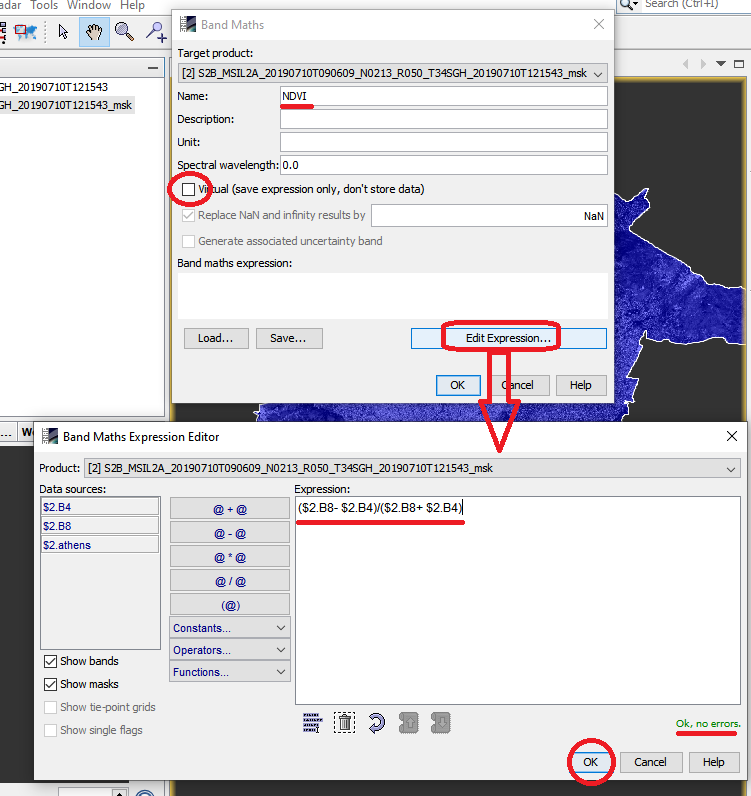 adar Tools Window Help
Search (Ctrl+I)
GH_20190710T121543
GH_20190710T121543_msk
Band Maths
Target product:
[2] S2B_MSIL2A_20190710T090609_N0213_R050_T34SGH_20190710T121543_msk
Name: NDVI
Description:
Unit:
Spectral wavelength: 0.0
Virtual (save expression only, don't store data)
Replace NaN and infinity results by NaN
Generate associated uncertainty band
Band maths expression:
Load... Save... Edit Expression...
OK Cancel Help
... W
Band Maths Expression Editor
Product: [2] S2B_MSIL2A_20190710T090609_N0213_R050_T34SGH_20190710T121543_msk
Data sources: Expression:
$2.B4 @ + @ ($2.B8- $2.B4)/($2.B8+ $2.B4)
$2.B8 @ - @
$2.athens @ * @
@ / @
(@)
Constants...
Operators...
Functions...
Show bands
Show masks
Show tie-point grids
Show single flags
Ok, no errors.
OK Cancel Help